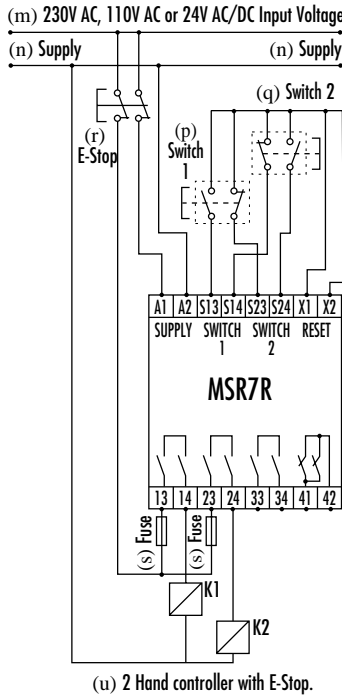 (m) 230V AC, 110V AC or 24V AC/DC Input Voltage
(n) Supply (n) Supply
(q) Switch 2
(p)
Switch
1
(r)
E-Stop
A1 A2 S13 S14 S23 S24 X1 X2
SUPPLY SWITCH SWITCH RESET
1 2
MSR7R
13 14 23 24 33 34 41 42
(s) Fuse (s) Fuse
K1
K2
(u) 2 Hand controller with E-Stop.